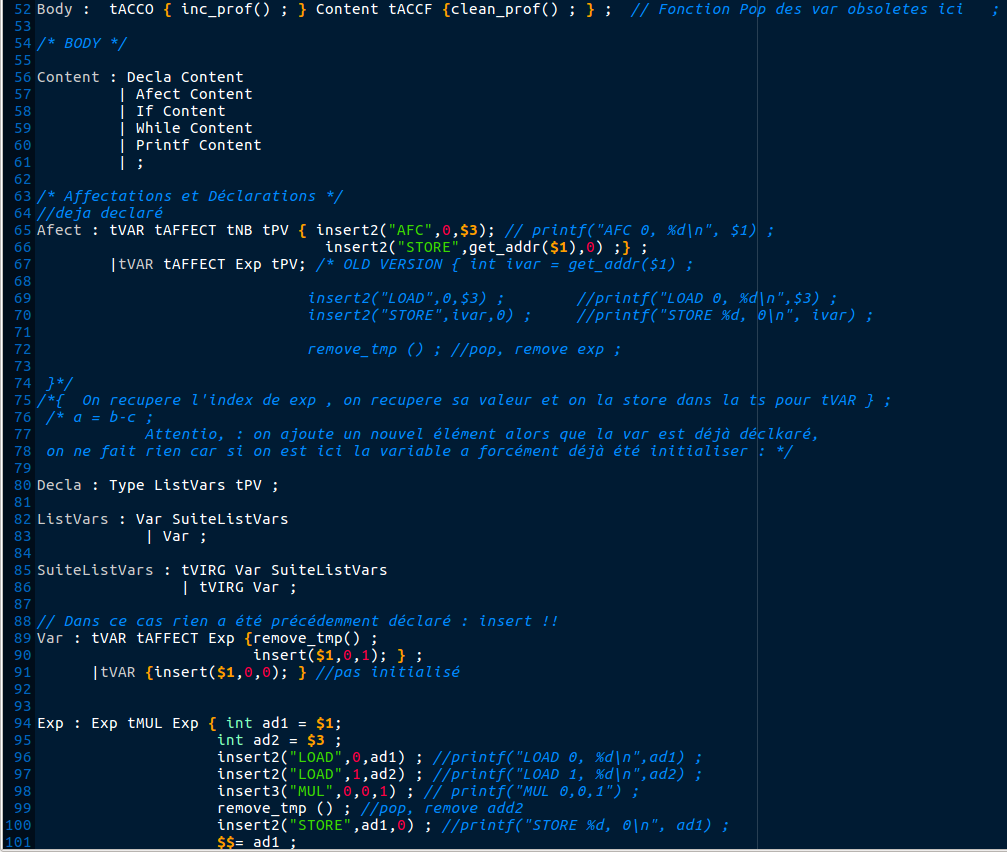 52 Body :  tACCO { inc_prof() ; } Content tACCF {clean_prof() ; } ;  // Fonction Pop des var obsoletes ici   ;
53
54 /* BODY */
55
56 Content : Decla Content
57          | Afect Content
58          | If Content
59          | While Content
60          | Printf Content
61          | ;
62
63 /* Affectations et Déclarations */
64 //deja declaré
65 Afect : tVAR tAFFECT tNB tPV { insert2("AFC",0,$3); // printf("AFC 0, %d\n", $1) ;
66                                 insert2("STORE",get_addr($1),0) ;} ;
67         |tVAR tAFFECT Exp tPV; /* OLD VERSION { int ivar = get_addr($1) ;
68
69                               insert2("LOAD",0,$3) ;        //printf("LOAD 0, %d\n",$3) ;
70                               insert2("STORE",ivar,0) ;     //printf("STORE %d, 0\n", ivar) ;
71
72                               remove_tmp () ; //pop, remove exp ;
73
74  }*/
75 /*{  On recupere l'index de exp , on recupere sa valeur et on la store dans la ts pour tVAR } ;
76  /* a = b-c ;
77             Attentio, : on ajoute un nouvel élément alors que la var est déjà déclkaré,
78  on ne fait rien car si on est ici la variable a forcément déjà été initialiser : */
79
80 Decla : Type ListVars tPV ;
81
82 ListVars : Var SuiteListVars
83             | Var ;
84
85 SuiteListVars : tVIRG Var SuiteListVars
86                 | tVIRG Var ;
87
88 // Dans ce cas rien a été précédemment déclaré : insert !!
89 Var : tVAR tAFFECT Exp {remove_tmp() ;
90                         insert($1,0,1); } ;
91       |tVAR {insert($1,0,0); } //pas initialisé
92
93
94 Exp : Exp tMUL Exp { int ad1 = $1;
95                     int ad2 = $3 ;
96                     insert2("LOAD",0,ad1) ; //printf("LOAD 0, %d\n",ad1) ;
97                     insert2("LOAD",1,ad2) ; //printf("LOAD 1, %d\n",ad2) ;
98                     insert3("MUL",0,0,1) ; // printf("MUL 0,0,1") ;
99                     remove_tmp () ; //pop, remove add2
100                    insert2("STORE",ad1,0) ; //printf("STORE %d, 0\n", ad1) ;
101                    $$= ad1 ;